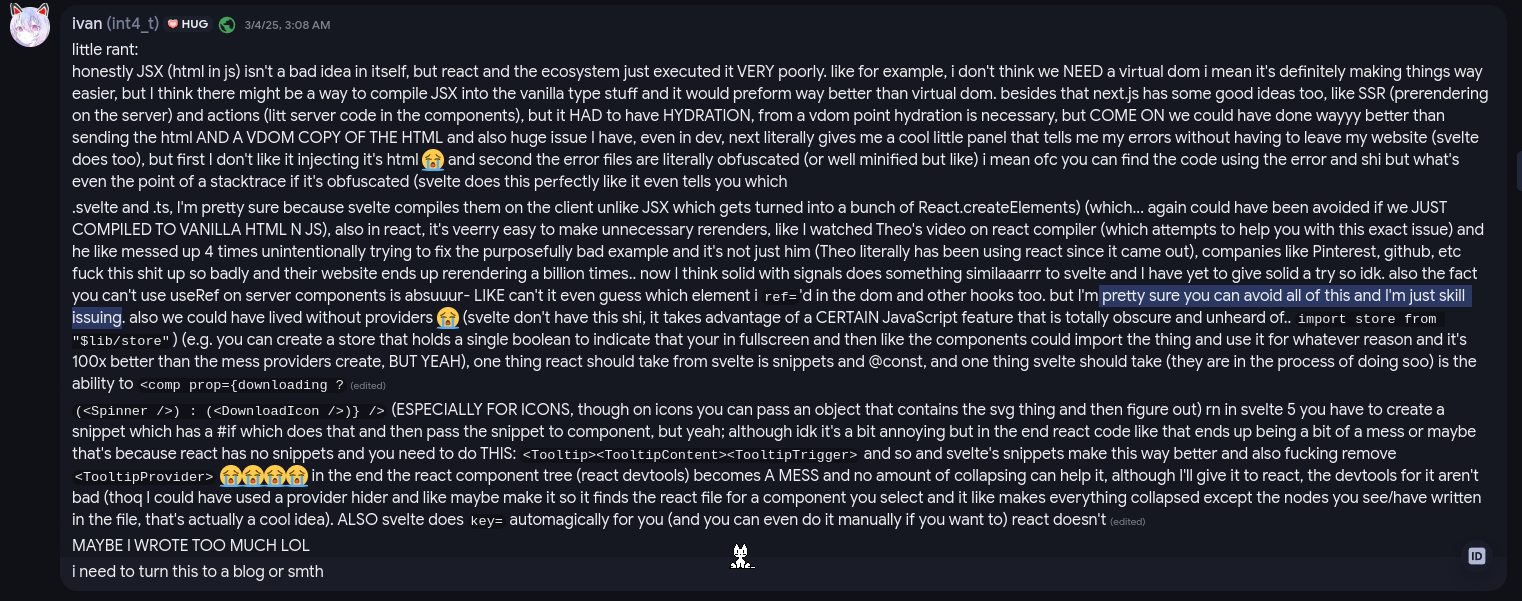 ivan (int4_t) HUG 3/4/25, 3:08 AM
little rant:
honestly JSX (html in js) isn't a bad idea in itself, but react and the ecosystem just executed it VERY poorly. like for example, i don't think we NEED a virtual dom i mean it's definitely making things way
easier, but I think there might be a way to compile JSX into the vanilla type stuff and it would preform way better than virtual dom. besides that next.js has some good ideas too, like SSR (prerendering
on the server) and actions (litt server code in the components), but it HAD to have HYDRATION, from a vdom point hydration is necessary, but COME ON we could have done wayyy better than
sending the html AND A VDOM COPY OF THE HTML and also huge issue I have, even in dev, next literally gives me a cool little panel that tells me my errors without having to leave my website (svelte
does too), but first I don't like it injecting it's html 😭 and second the error files are literally obfuscated (or well minified but like) i mean ofc you can find the code using the error and shi but what's
even the point of a stacktrace if it's obfuscated (svelte does this perfectly like it even tells you which
.svelte and .ts, I'm pretty sure because svelte compiles them on the client unlike JSX which gets turned into a bunch of React.createElements) (which... again could have been avoided if we JUST
COMPILED TO VANILLA HTML N JS), also in react, it's veerry easy to make unnecessary rerenders, like I watched Theo's video on react compiler (which attempts to help you with this exact issue) and
he like messed up 4 times unintentionally trying to fix the purposefully bad example and it's not just him (Theo literally has been using react since it came out), companies like Pinterest, github, etc
fuck this shit up so badly and their website ends up rerendering a billion times.. now I think solid with signals does something similaaarrr to svelte and I have yet to give solid a try so idk. also the fact
you can't use useRef on server components is absuuur- LIKE can't it even guess which element i ref='d in the dom and other hooks too. but I'm pretty sure you can avoid all of this and I'm just skill
issuing. also we could have lived without providers 😭 (svelte don't have this shi, it takes advantage of a CERTAIN JavaScript feature that is totally obscure and unheard of.. import store from
"$lib/store") (e.g. you can create a store that holds a single boolean to indicate that your in fullscreen and then like the components could import the thing and use it for whatever reason and it's
100x better than the mess providers create, BUT YEAH), one thing react should take from svelte is snippets and @const, and one thing svelte should take (they are in the process of doing soo) is the
ability to <comp prop={downloading ? (edited)
(<Spinner />) : (<DownloadIcon />)} /> (ESPECIALLY FOR ICONS, though on icons you can pass an object that contains the svg thing and then figure out) rn in svelte 5 you have to create a
snippet which has a #if which does that and then pass the snippet to component, but yeah; although idk it's a bit annoying but in the end react code like that ends up being a bit of a mess or maybe
that's because react has no snippets and you need to do THIS: <Tooltip><TooltipContent><TooltipTrigger> and so and svelte's snippets make this way better and also fucking remove
<TooltipProvider> 😭😭😭😭 in the end the react component tree (react devtools) becomes A MESS and no amount of collapsing can help it, although I'll give it to react, the devtools for it aren't
bad (thoq I could have used a provider hider and like maybe make it so it finds the react file for a component you select and it like makes everything collapsed except the nodes you see/have written
in the file, that's actually a cool idea). ALSO svelte does key= automagically for you (and you can even do it manually if you want to) react doesn't (edited)
MAYBE I WROTE TOO MUCH LOL
ID
i need to turn this to a blog or smth